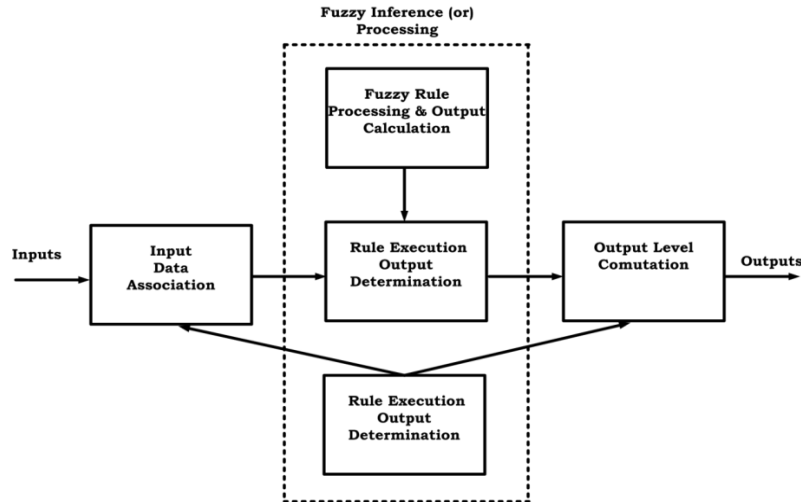 Fuzzy Inference (or)
Processing
Fuzzy Rule
Processing & Output
Calculation
Inputs
Input
Data
Association
Rule Execution
Output
Determination
Output Level
Comutation
Outputs
Rule Execution
Output
Determination